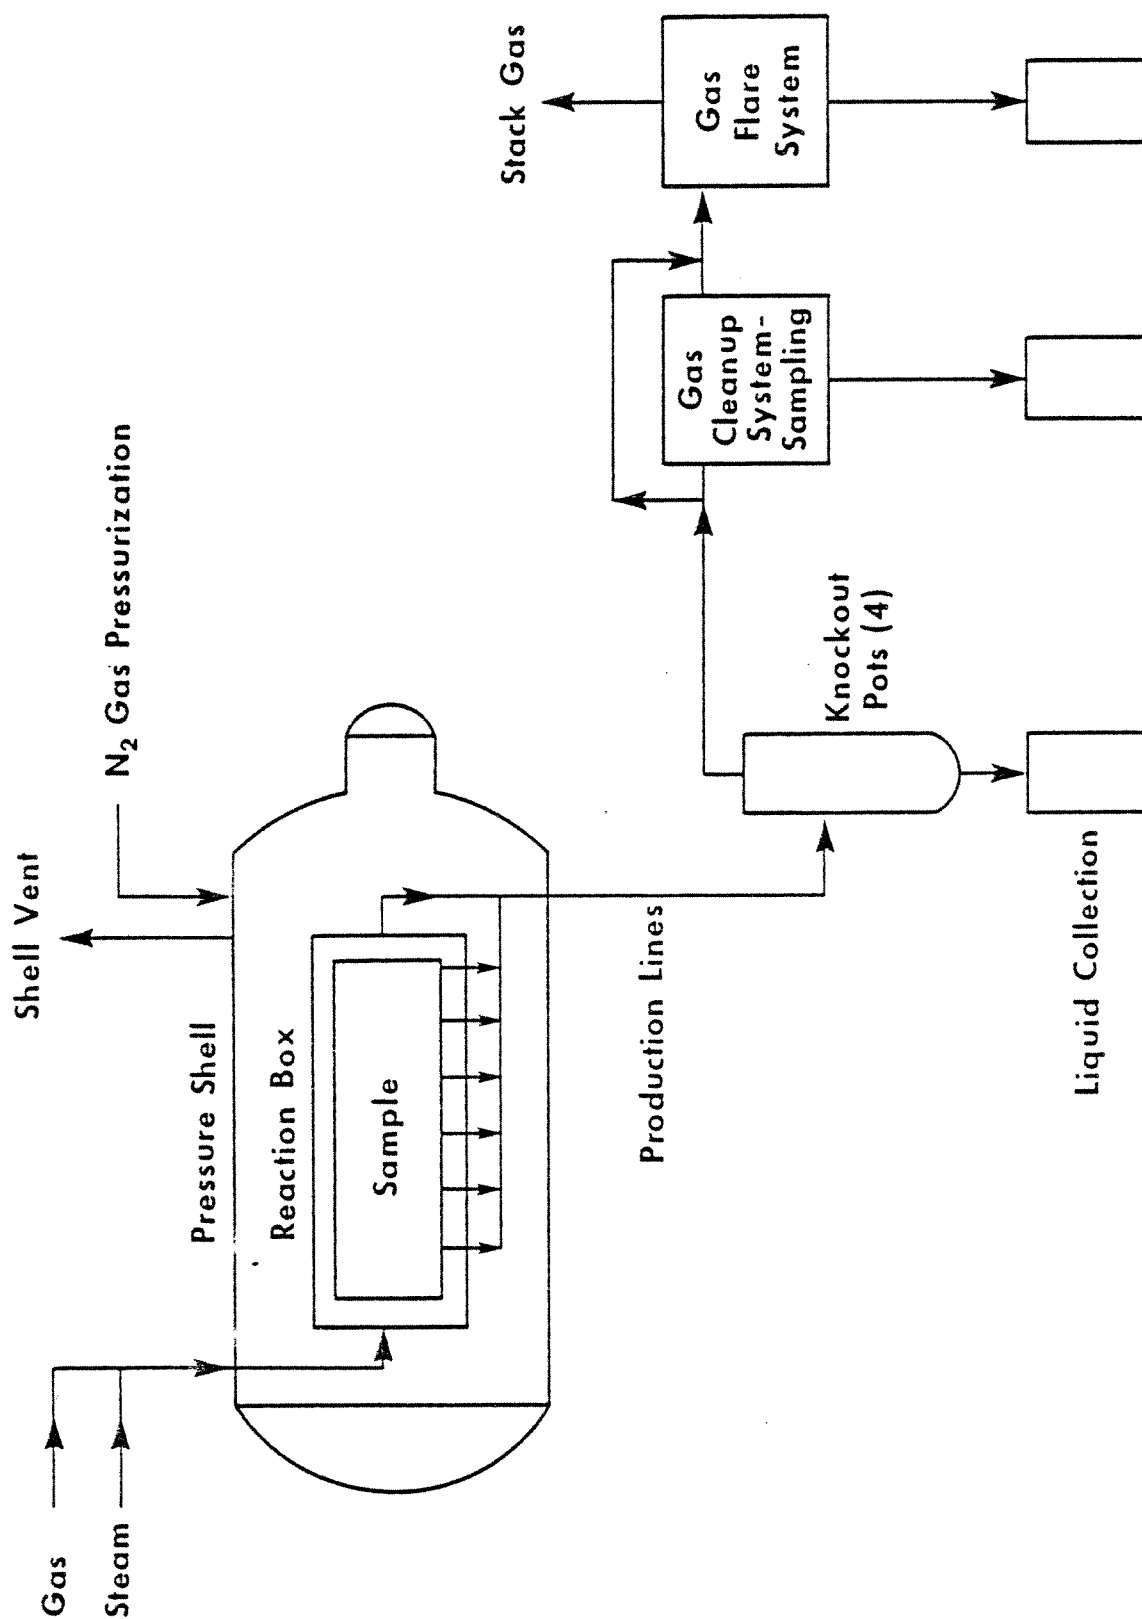 Gas
Steam
Shell Vent
N₂ Gas Pressurization
Pressure Shell
Reaction Box
Sample
Production Lines
Stack Gas
Gas
Cleanup
System-
Sampling
Gas
Flare
System
Knockout
Pots (4)
Liquid Collection